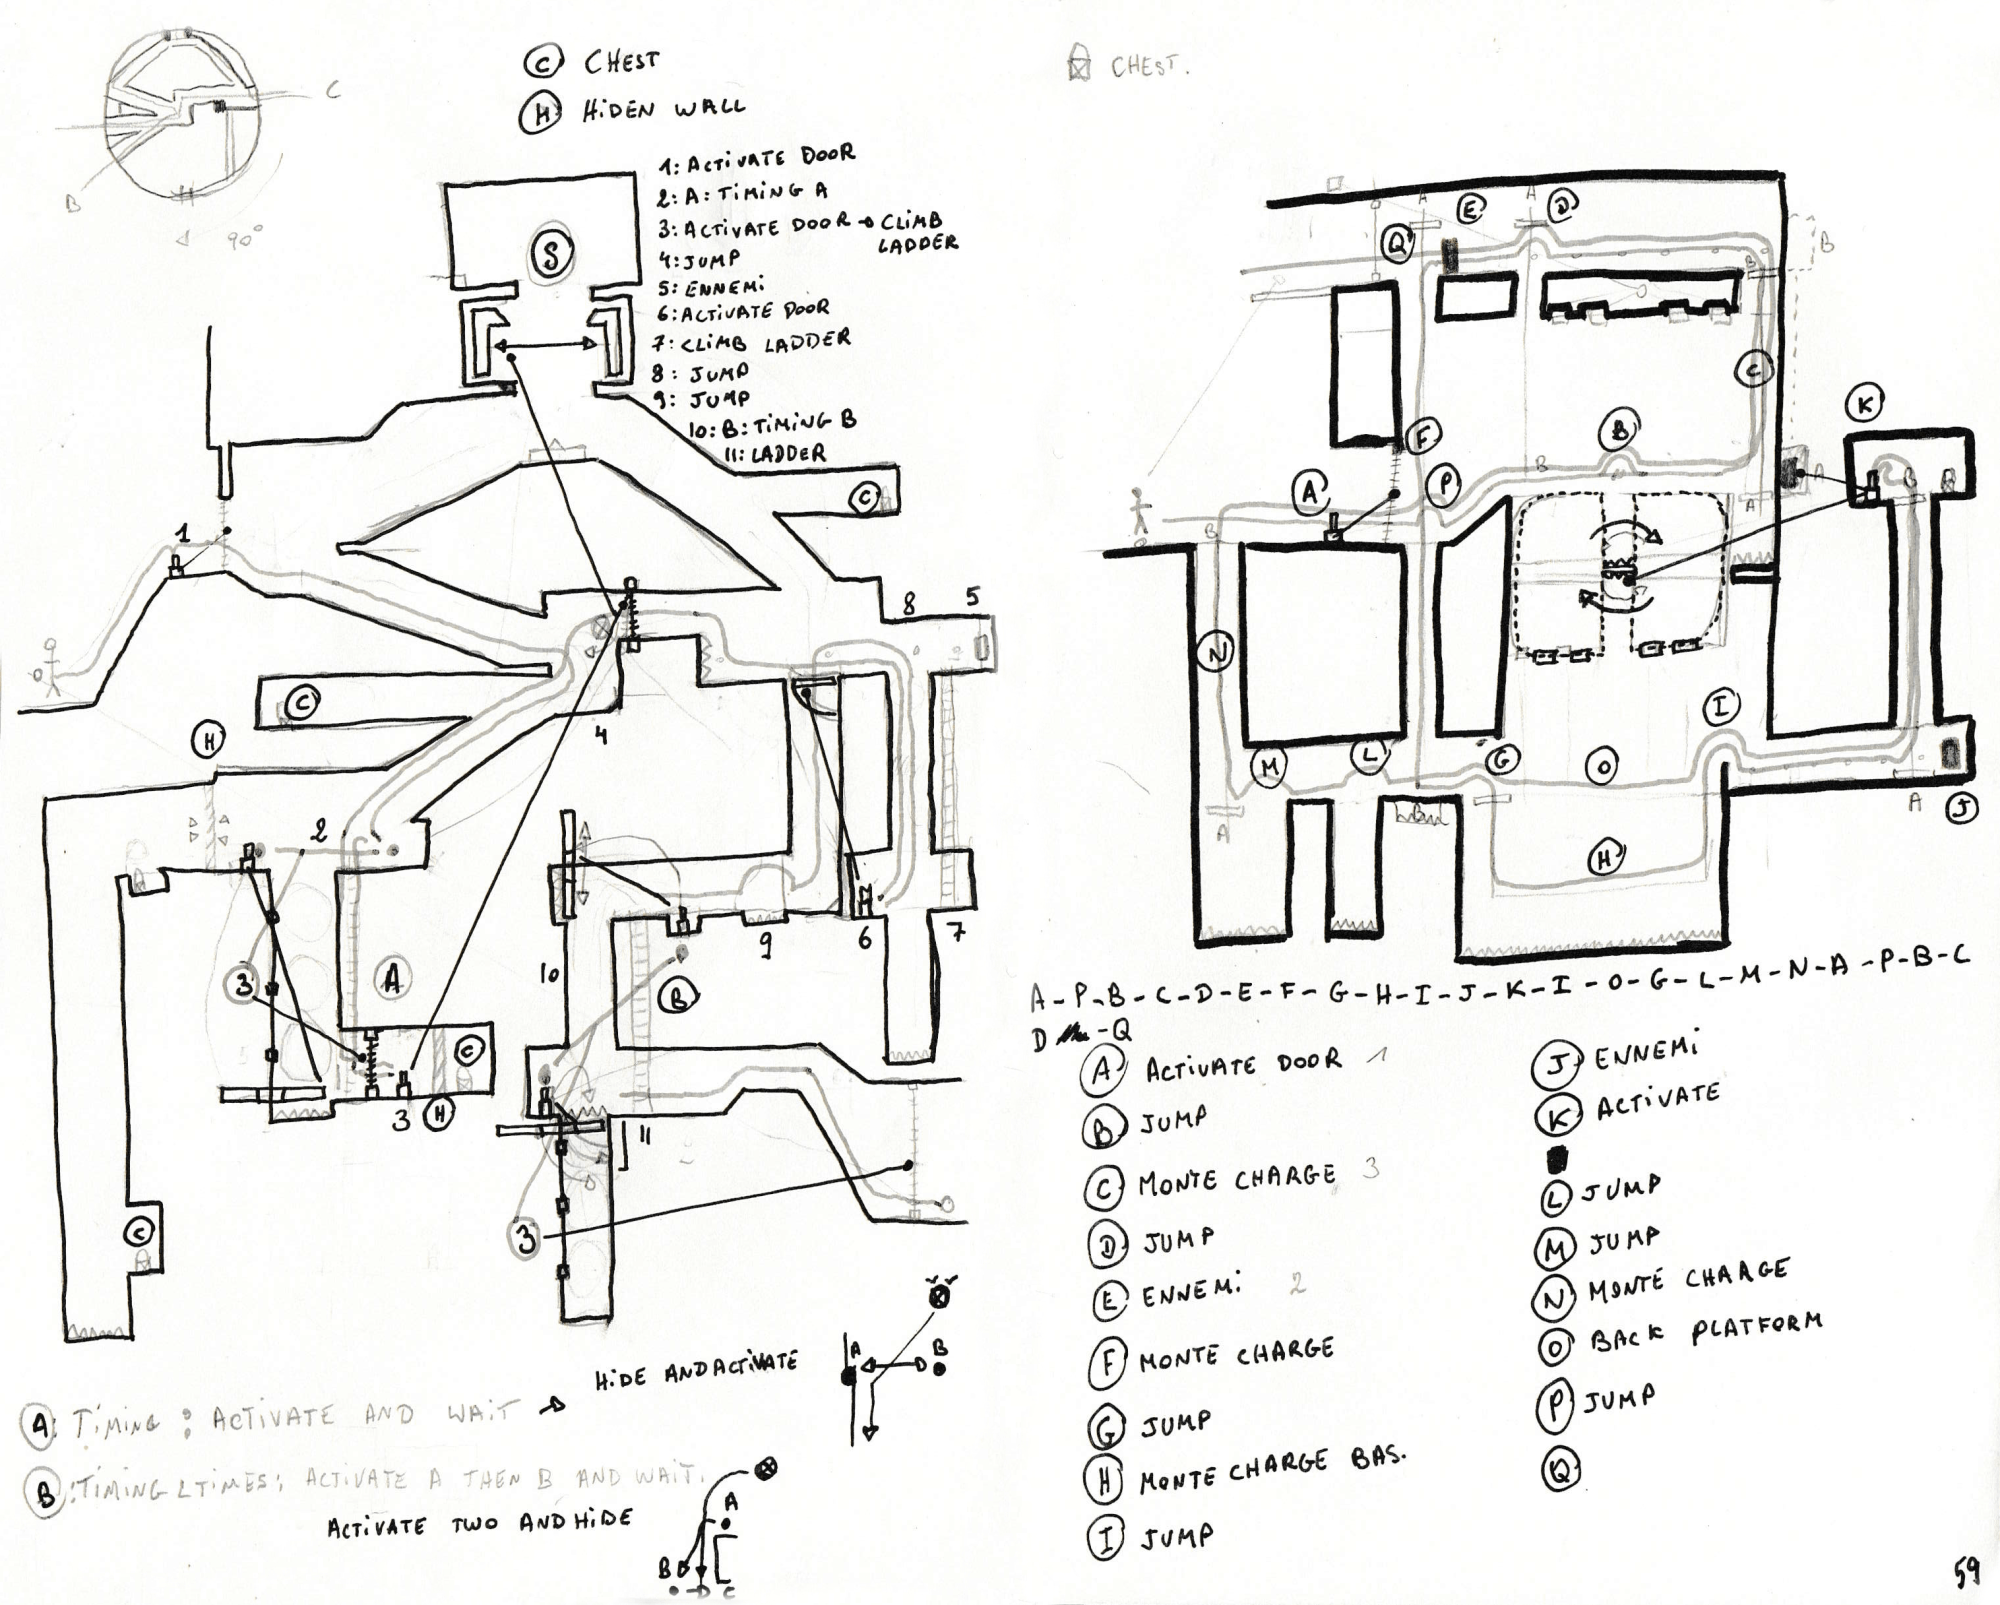 C
B
90°
C CHEST
H HiDEN WALL
1: ACTiVATE DOOR
2: A: TiMiNG A
3: ACTiVATE DOOR → CLiMB
LADDER
4: JUMP
5: ENNEMi
6: ACTiVATE DOOR
7: CLiMB LADDER
8: JUMP
9: JUMP
10: B: TiMiNG B
11: LADDER
S
C
1
8
5
C
H
4
2
3
A
C
3
H
10
B
9
6
7
C
11
3
HiDE AND ACTiVATE
A
B
A: TiMiNG : ACTiVATE AND WAiT →
B: TiMiNG 2 TiMES; ACTiVATE A THEN B AND WAiT.
ACTiVATE TWO AND HiDE
A
B
CHEST.
A
E
A
D
Q
B
B
C
K
F
B
B
A
P
A
B
A
B
N
I
M
L
G
O
A
B
A
J
H
A-P-B-C-D-E-F-G-H-I-J-K-I-O-G-L-M-N-A-P-B-C
D -Q
A ACTiVATE DOOR 1
B JUMP
C MONTE CHARGE 3
D JUMP
E ENNEMi 2
F MONTE CHARGE
G JUMP
H MONTE CHARGE BAS.
I JUMP
J ENNEMi
K ACTiVATE
L JUMP
M JUMP
N MONTE CHARGE
O BACK PLATFORM
P JUMP
Q
59